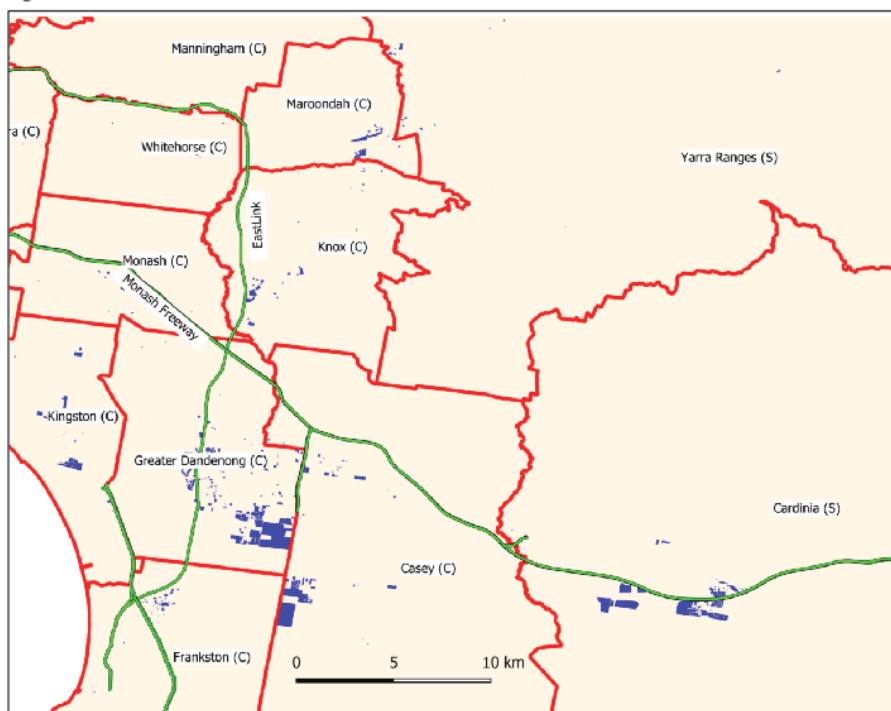 Manningham (C)
Maroondah (C)
ra (C)
Whitehorse (C)
Yarra Ranges (S)
EastLink
Knox (C)
Monash (C)
Monash Freeway
Kingston (C)
Greater Dandenong (C)
Cardinia (S)
Casey (C)
Frankston (C)
0 5 10 km